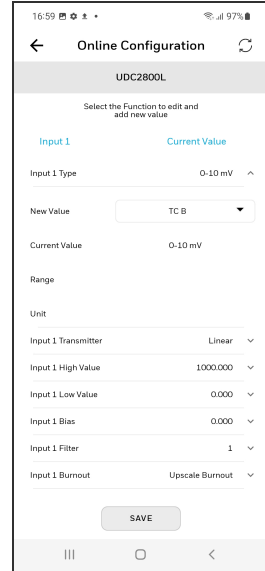 16:59 97%
Online Configuration
UDC2800L
Select the Function to edit and
add new value
Input 1 Current Value
Input 1 Type 0-10 mV
New Value TC B
Current Value 0-10 mV
Range
Unit
Input 1 Transmitter Linear
Input 1 High Value 1000.000
Input 1 Low Value 0.000
Input 1 Bias 0.000
Input 1 Filter 1
Input 1 Burnout Upscale Burnout
SAVE